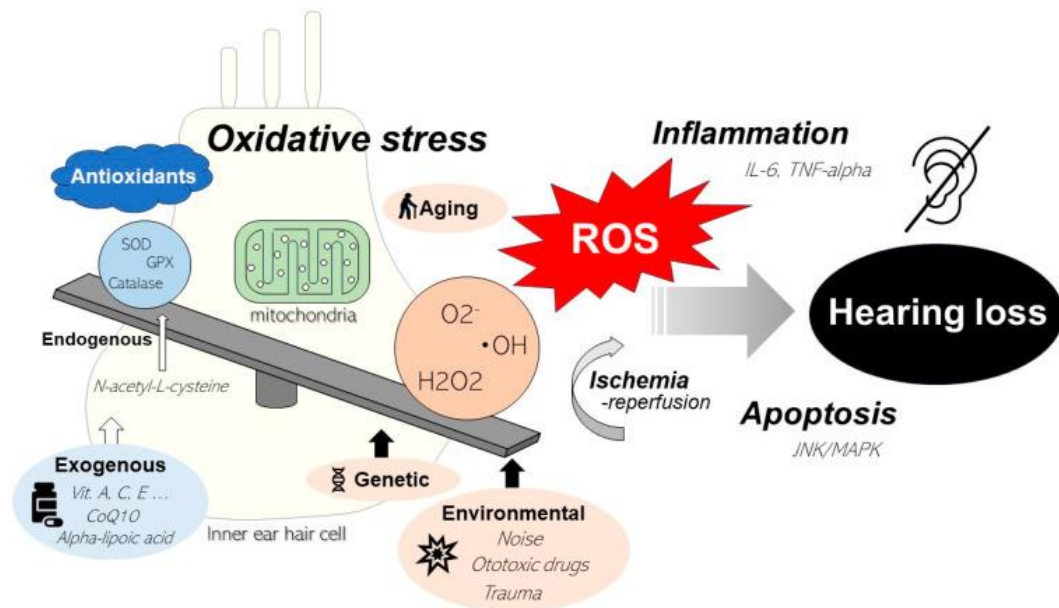 Oxidative stress
Antioxidants
SOD
GPX
Catalase
Endogenous
N-acetyl-L-cysteine
Exogenous
Vit. A, C, E ...
CoQ10
Alpha-lipoic acid
mitochondria
Inner ear hair cell
Aging
O2-
•OH
H2O2
Genetic
Environmental
Noise
Ototoxic drugs
Trauma
ROS
Ischemia
-reperfusion
Inflammation
IL-6, TNF-alpha
Apoptosis
JNK/MAPK
Hearing loss